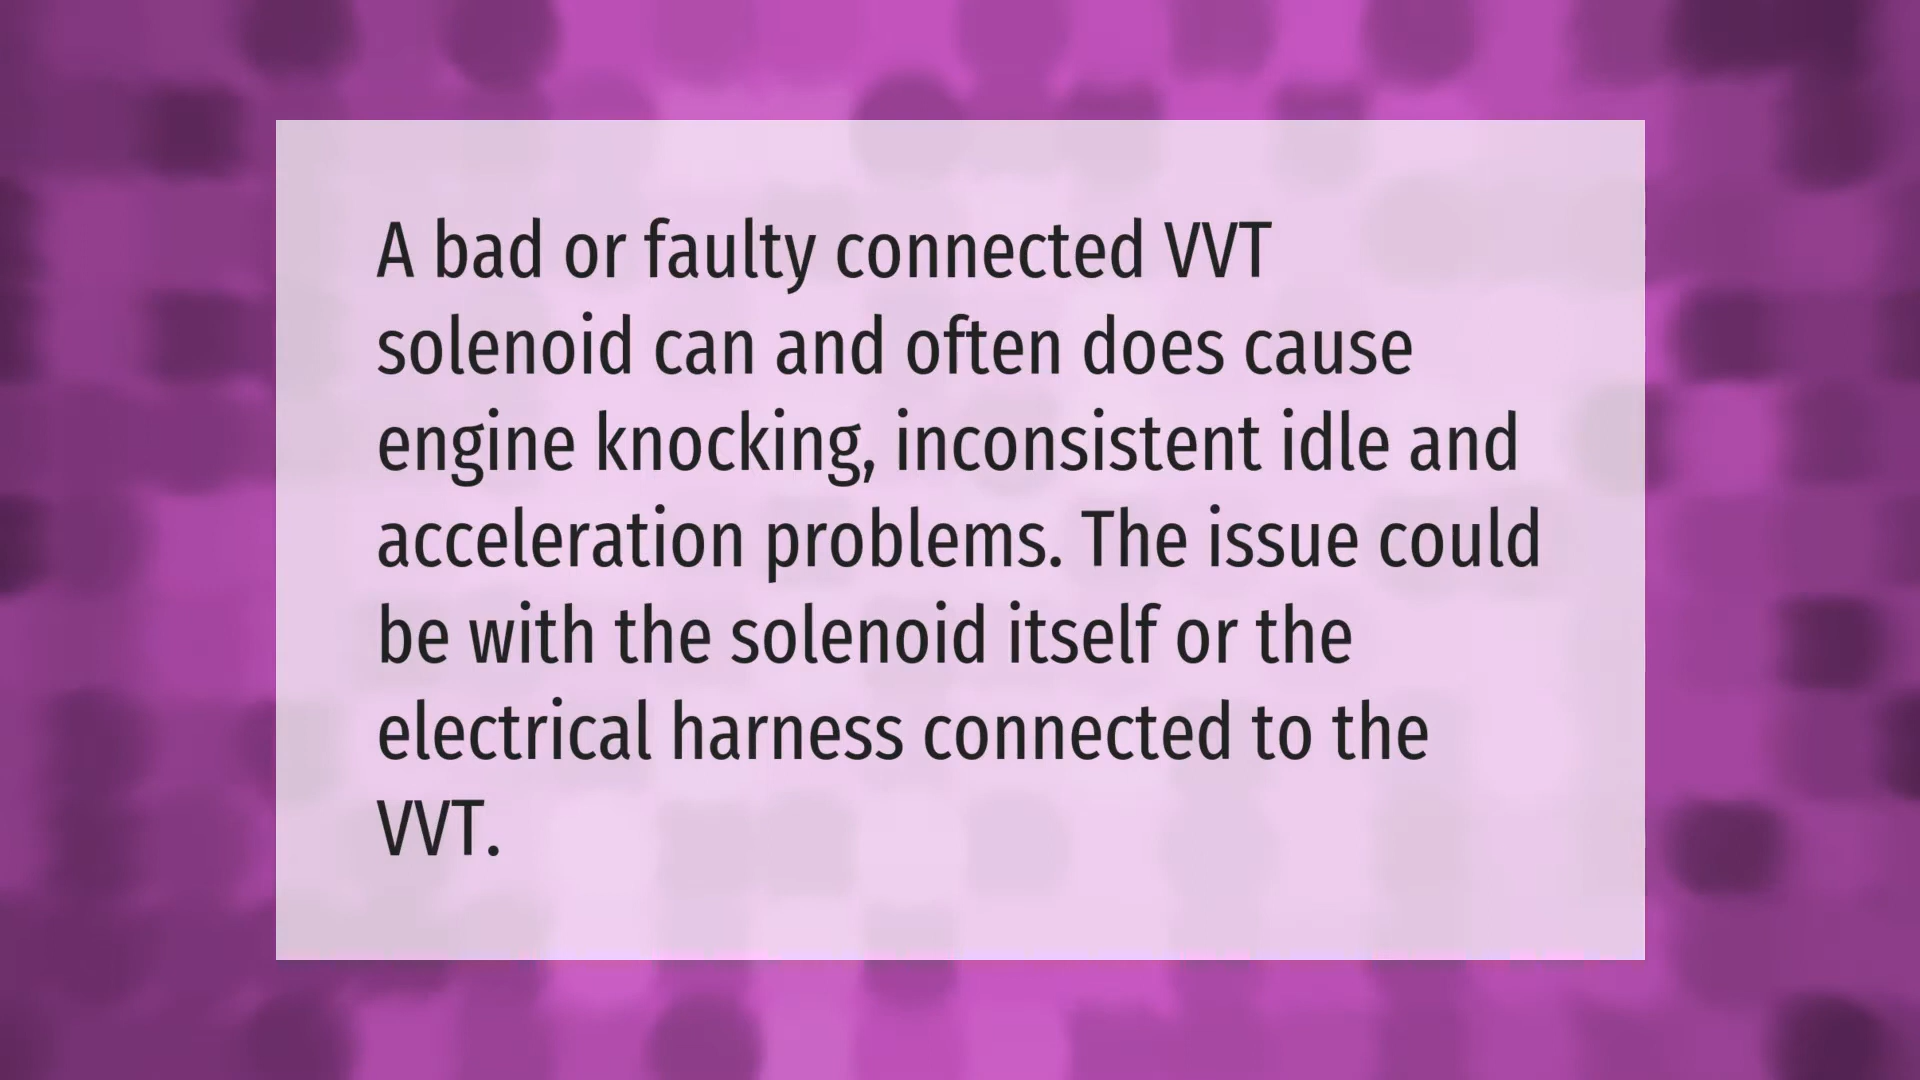 A bad or faulty connected VVT
solenoid can and often does cause
engine knocking, inconsistent idle and
acceleration problems. The issue could
be with the solenoid itself or the
electrical harness connected to the
VVT.